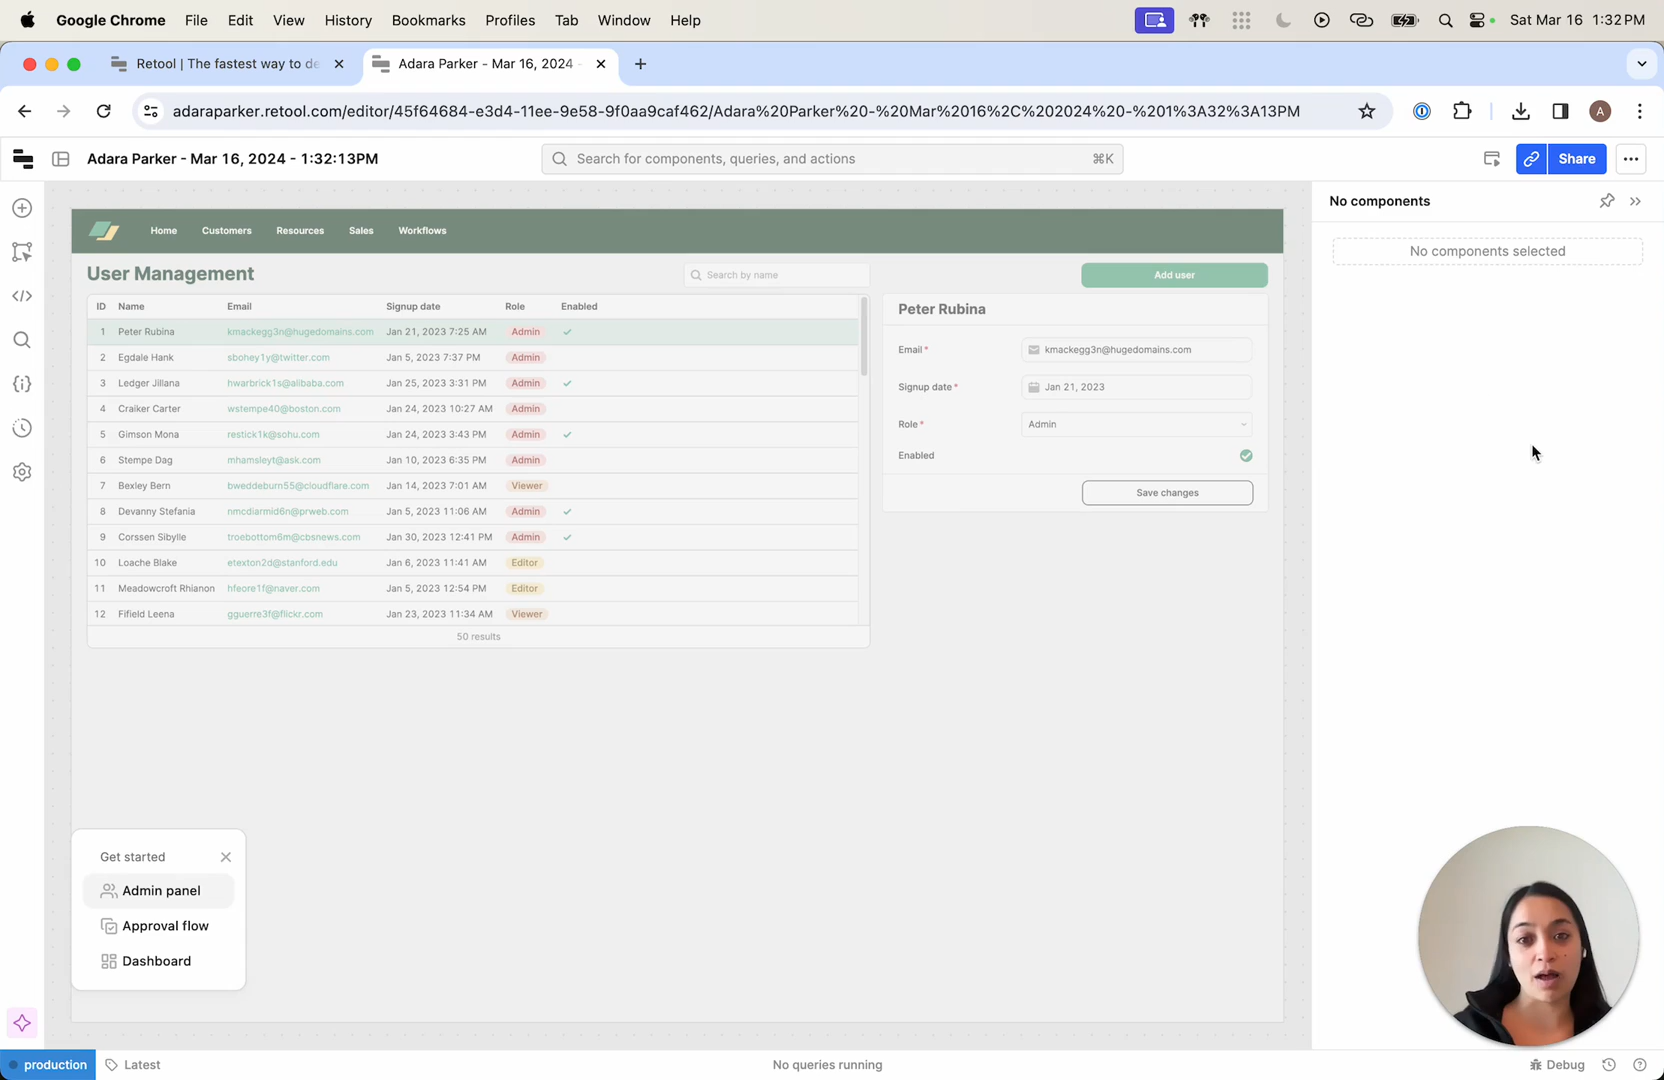 Google Chrome File Edit View History Bookmarks Profiles Tab Window Help Sat Mar 16 1:32 PM
Retool | The fastest way to de Adara Parker - Mar 16, 2024 -
adaraparker.retool.com/editor/45f64684-e3d4-11ee-9e58-9f0aa9caf462/Adara%20Parker%20-%20Mar%2016%2C%202024%20-%201%3A32%3A13PM A
Adara Parker - Mar 16, 2024 - 1:32:13PM Search for components, queries, and actions ⌘K Share
No components
No components selected
Home Customers Resources Sales Workflows
User Management Search by name Add user
ID Name Email Signup date Role Enabled
1 Peter Rubina kmackegg3n@hugedomains.com Jan 21, 2023 7:25 AM Admin
2 Egdale Hank sbohey1y@twitter.com Jan 5, 2023 7:37 PM Admin
3 Ledger Jillana hwarbrick1s@alibaba.com Jan 25, 2023 3:31 PM Admin
4 Craiker Carter wstempe40@boston.com Jan 24, 2023 10:27 AM Admin
5 Gimson Mona restick1k@sohu.com Jan 24, 2023 3:43 PM Admin
6 Stempe Dag mhamsleyt@ask.com Jan 10, 2023 6:35 PM Admin
7 Bexley Bern bweddeburn55@cloudflare.com Jan 14, 2023 7:01 AM Viewer
8 Devanny Stefania nmcdiarmid6n@prweb.com Jan 5, 2023 11:06 AM Admin
9 Corssen Sibylle troebottom6m@cbsnews.com Jan 30, 2023 12:41 PM Admin
10 Loache Blake etexton2d@stanford.edu Jan 6, 2023 11:41 AM Editor
11 Meadowcroft Rhianon hfeore1f@naver.com Jan 5, 2023 12:54 PM Editor
12 Fifield Leena gguerre3f@flickr.com Jan 23, 2023 11:34 AM Viewer
50 results
Peter Rubina
Email* kmackegg3n@hugedomains.com
Signup date* Jan 21, 2023
Role* Admin
Enabled
Save changes
Get started
Admin panel
Approval flow
Dashboard
production Latest No queries running Debug